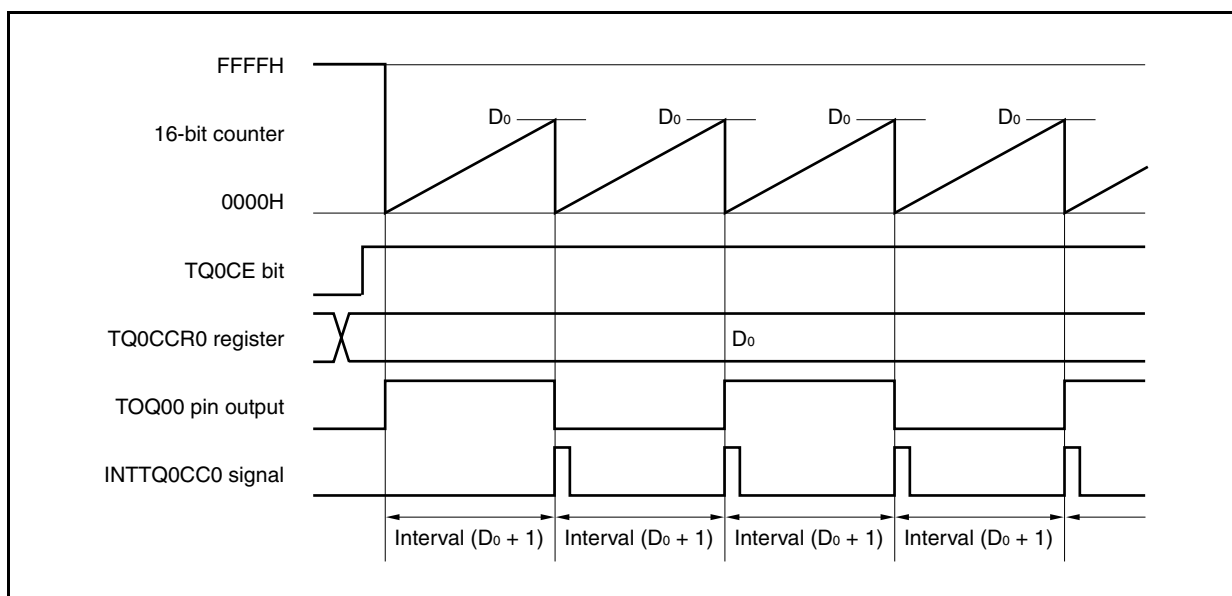 FFFFH
D0 D0 D0 D0
16-bit counter
0000H
TQ0CE bit
TQ0CCR0 register D0
TOQ00 pin output
INTTQ0CC0 signal
Interval (D0 + 1) Interval (D0 + 1) Interval (D0 + 1) Interval (D0 + 1)